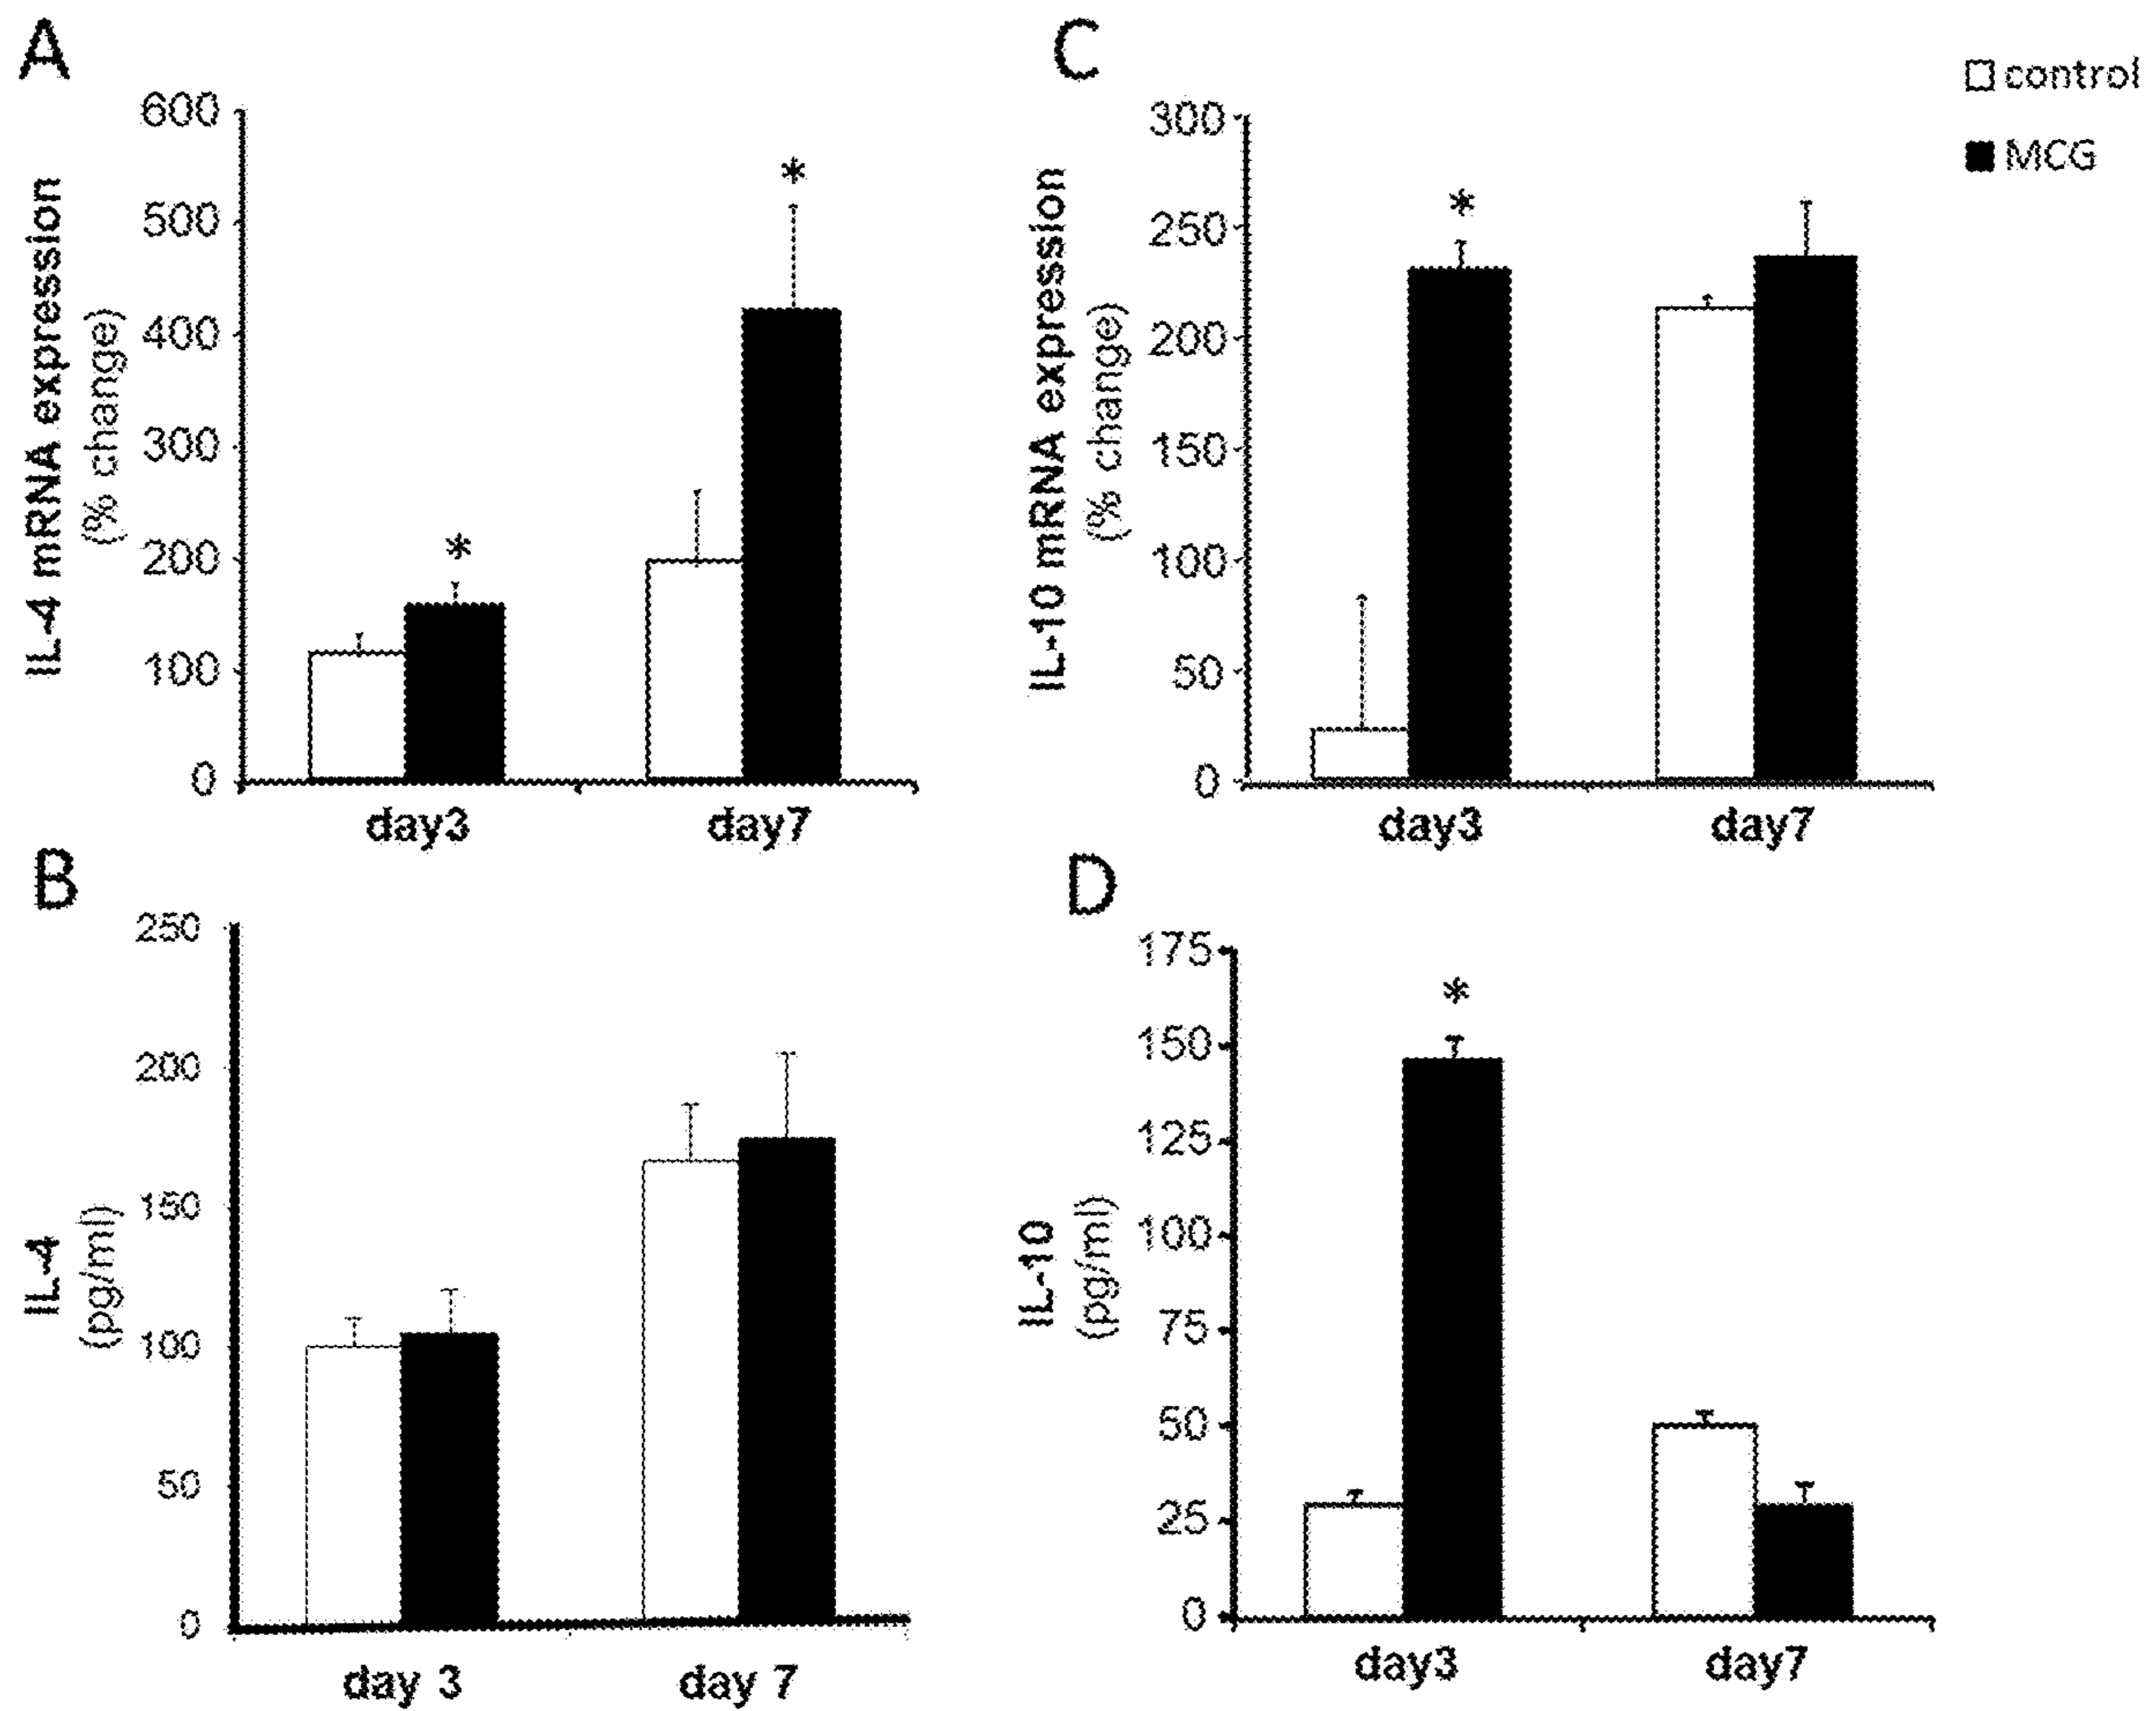 A
IL-4 mRNA expression
(% change)
600
500
400
300
200
100
0
*
*
day3
day7
C
IL-10 mRNA expression
(% change)
300
250
200
150
100
50
0
*
day3
day7
control
MCG
B
IL-4
(pg/ml)
250
200
150
100
50
0
day 3
day 7
D
IL-10
(pg/ml)
175
150
125
100
75
50
25
0
*
day3
day7